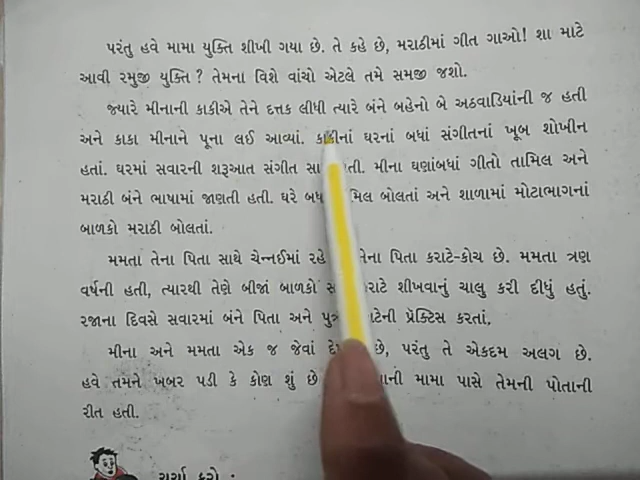 પરંતુ હવે મામા યુક્તિ શીખી ગયા છે. તે કહે છે, મરાઠીમાં ગીત ગાઓ! શા માટે
આવી રમુજી યુક્તિ ? તેમના વિશે વાંચો એટલે તમે સમજી જશો.
જ્યારે મીનાની કાકીએ તેને દત્તક લીધી ત્યારે બંને બહેનો બે અઠવાડિયાંની જ હતી
અને કાકા મીનાને પૂના લઈ આવ્યાં. કાકીનાં ઘરનાં બધાં સંગીતનાં ખૂબ શોખીન
હતાં. ઘરમાં સવારની શરૂઆત સંગીત મીના ઘણાંબધાં ગીતો તામિલ અને
મરાઠી બંને ભાષામાં જાણતી હતી. ઘરે બોલતાં અને શાળામાં મોટાભાગનાં
બાળકો મરાઠી બોલતાં.
મમતા તેના પિતા સાથે ચેન્નઈમાં રહે પિતા કરાટે-કોચ છે. મમતા ત્રણ
વર્ષની હતી, ત્યારથી તેણે બીજાં બાળકો શીખવાનું ચાલુ કરી દીધું હતું.
રજાના દિવસે સવારમાં બંને પિતા અને પ્રેક્ટિસ કરતાં.
મીના અને મમતા એક જ જેવાં છે, પરંતુ તે એકદમ અલગ છે.
હવે તમને ખબર પડી કે કોણ શું છે મામા પાસે તેમની પોતાની
રીત હતી.